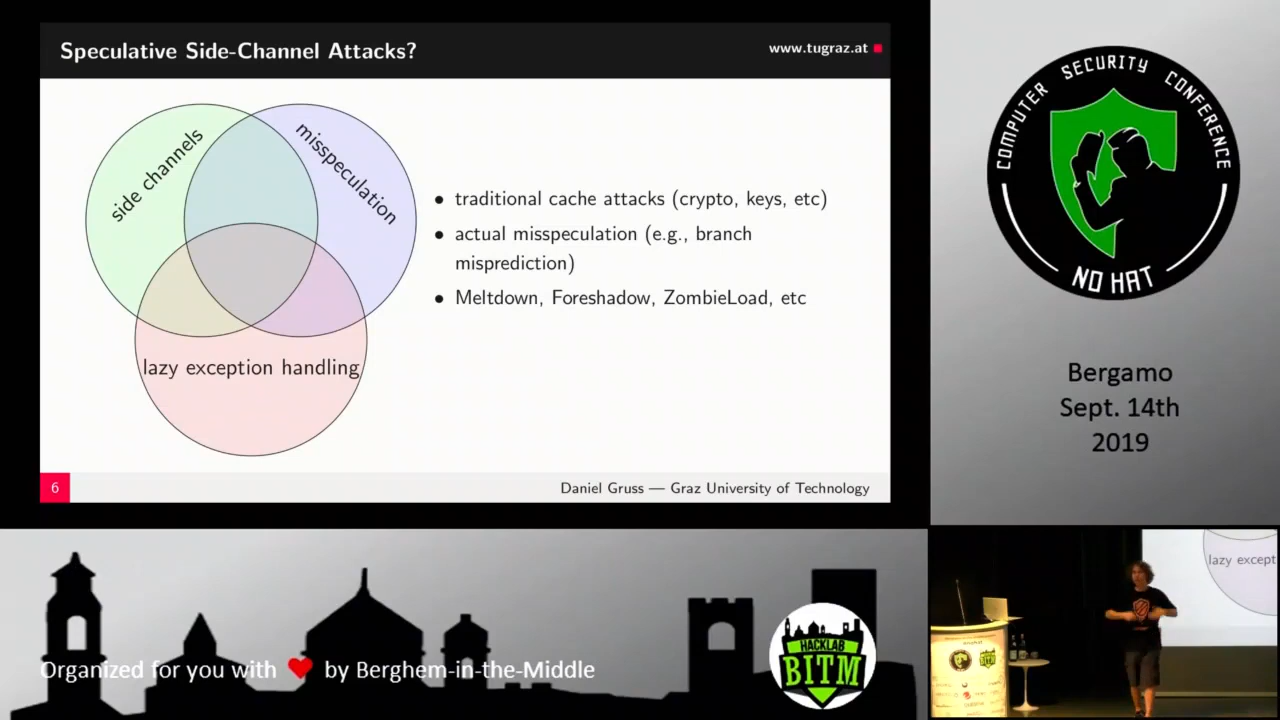 Speculative Side-Channel Attacks?
www.tugraz.at
side channels
misspeculation
lazy exception handling
• traditional cache attacks (crypto, keys, etc)
• actual misspeculation (e.g., branch
misprediction)
• Meltdown, Foreshadow, ZombieLoad, etc
6
Daniel Gruss — Graz University of Technology
COMPUTER SECURITY CONFERENCE
NO HAT
Bergamo
Sept. 14th
2019
Organized for you with ❤ by Berghem-in-the-Middle
HACKLAB
BITM
lazy except